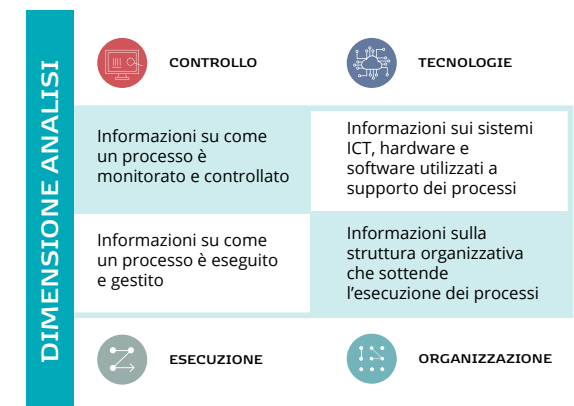 DIMENSIONE ANALISI
CONTROLLO
TECNOLOGIE
Informazioni su come
un processo è
monitorato e controllato
Informazioni sui sistemi
ICT, hardware e
software utilizzati a
supporto dei processi
Informazioni su come
un processo è eseguito
e gestito
Informazioni sulla
struttura organizzativa
che sottende
l’esecuzione dei processi
ESECUZIONE
ORGANIZZAZIONE